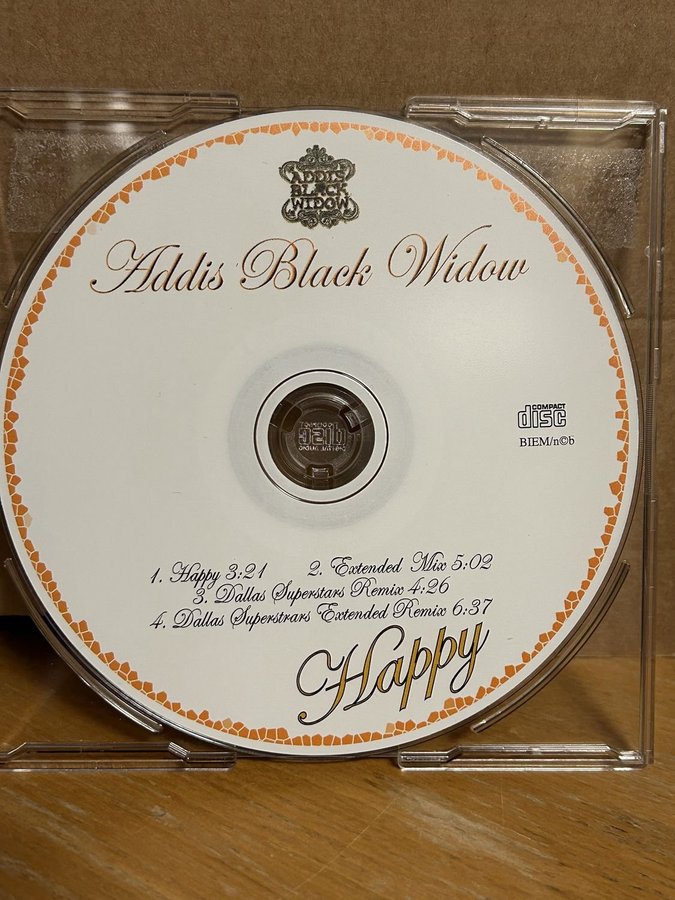 ADDIS
BLACK
WIDOW
Addis Black Widow
COMPACT
disc
BIEM/n©b
1. Happy 3:21 2. Extended Mix 5:02
3. Dallas Superstars Remix 4:26
4. Dallas Superstrars Extended Remix 6:37
Happy